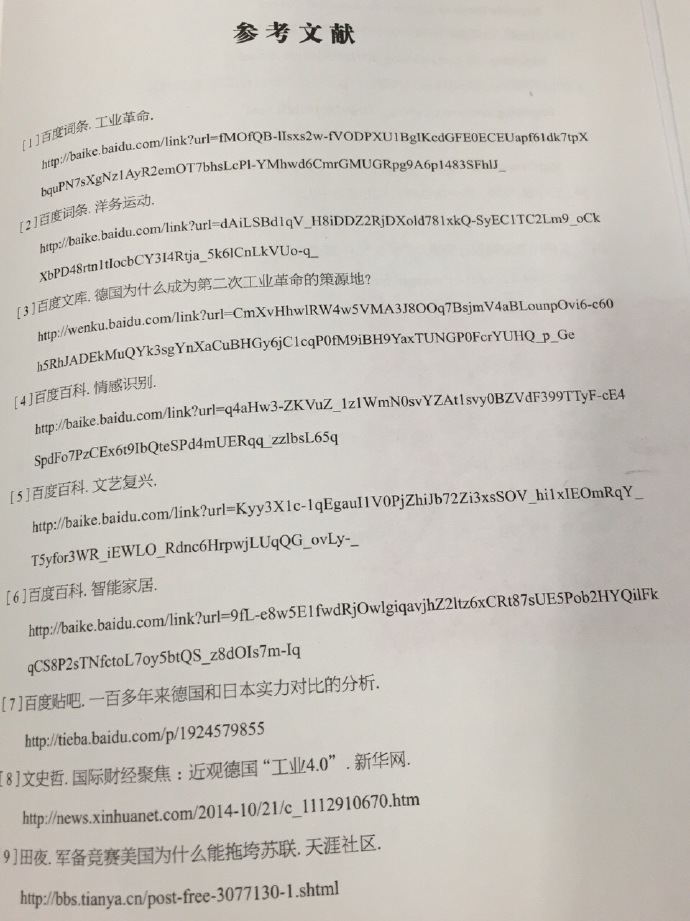 参考文献
[1]百度词条. 工业革命.
http://baike.baidu.com/link?url=fMOfQB-lIsxs2w-fVODPXU1BglKcdGFE0ECEUapf61dk7tpX
bquPN7sXgNz1AyR2emOT7bhsLcPl-YMhwd6CmrGMUGRpg9A6p1483SFhlJ_
[2]百度词条. 洋务运动.
http://baike.baidu.com/link?url=dAiLSBd1qV_H8iDDZ2RjDXold781xkQ-SyEC1TC2Lm9_oCk
XbPD48rtn1tIocbCY3I4Rtja_5k6lCnLkVUo-q_
[3]百度文库. 德国为什么成为第二次工业革命的策源地?
http://wenku.baidu.com/link?url=CmXvHhwlRW4w5VMA3J8OOq7BsjmV4aBLounpOvi6-c60
h5RhJADEkMuQYk3sgYnXaCuBHGy6jC1cqP0fM9iBH9YaxTUNGP0FcrYUHQ_p_Ge
[4]百度百科. 情感识别.
http://baike.baidu.com/link?url=q4aHw3-ZKVuZ_1z1WmN0svYZAt1svy0BZVdF399TTyF-cE4
SpdFo7PzCEx6t9IbQteSPd4mUERqq_zzlbsL65q
[5]百度百科. 文艺复兴.
http://baike.baidu.com/link?url=Kyy3X1c-1qEgauI1V0PjZhiJb72Zi3xsSOV_hi1xIEOmRqY_
T5yfor3WR_iEWLO_Rdnc6HrpwjLUqQG_ovLy-_
[6]百度百科. 智能家居.
http://baike.baidu.com/link?url=9fL-e8w5E1fwdRjOwlgiqavjhZ2ltz6xCRt87sUE5Pob2HYQilFk
qCS8P2sTNfctoL7oy5btQS_z8dOIs7m-Iq
[7]百度贴吧. 一百多年来德国和日本实力对比的分析.
http://tieba.baidu.com/p/1924579855
[8]文史哲. 国际财经聚焦：近观德国“工业4.0”. 新华网.
http://news.xinhuanet.com/2014-10/21/c_1112910670.htm
9]田夜. 军备竞赛美国为什么能拖垮苏联. 天涯社区.
http://bbs.tianya.cn/post-free-3077130-1.shtml